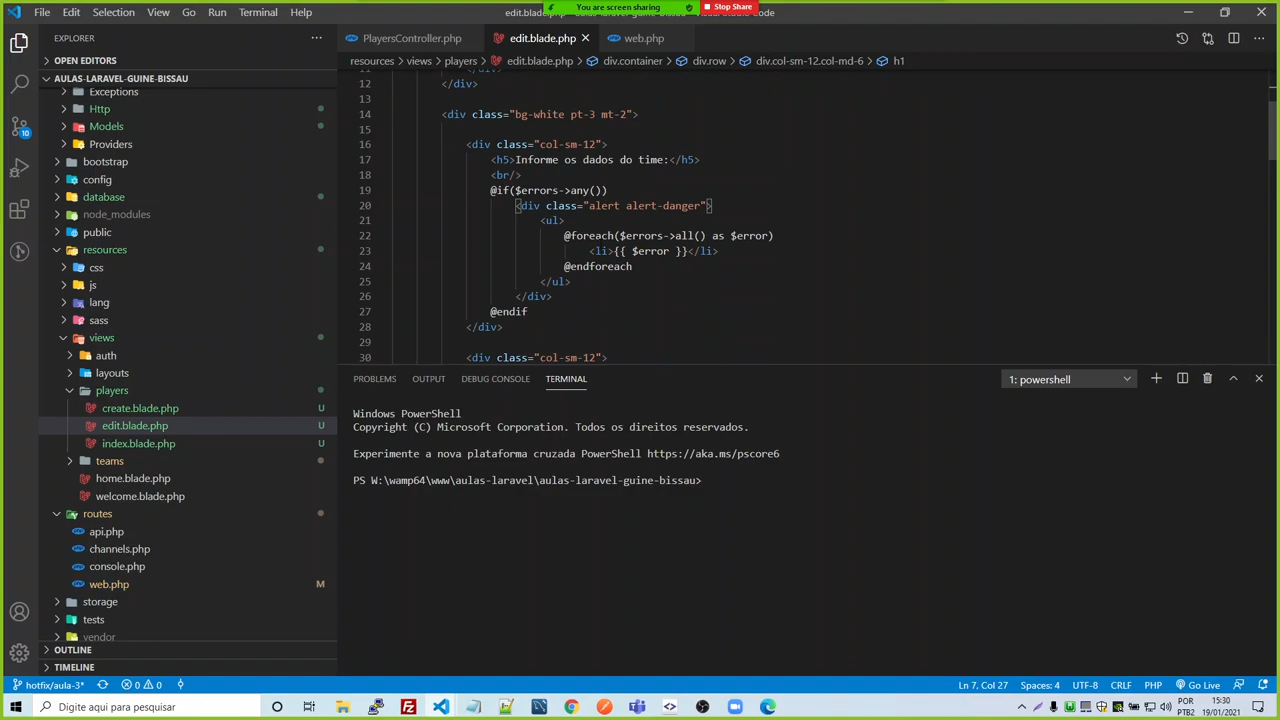 File Edit Selection View Go Run Terminal Help
You are screen sharing
Stop Share
EXPLORER
OPEN EDITORS
AULAS-LARAVEL-GUINE-BISSAU
Exceptions
Http
Models
Providers
bootstrap
config
database
node_modules
public
resources
css
js
lang
sass
views
auth
layouts
players
create.blade.php U
edit.blade.php U
index.blade.php U
teams
home.blade.php
welcome.blade.php
routes
api.php
channels.php
console.php
web.php M
storage
tests
vendor
OUTLINE
TIMELINE
PlayersController.php edit.blade.php web.php
resources > views > players > edit.blade.php > div.container > div.row > div.col-sm-12.col-md-6 > h1
12 </div>
13
14 <div class="bg-white pt-3 mt-2">
15
16 <div class="col-sm-12">
17 <h5>Informe os dados do time:</h5>
18 <br/>
19 @if($errors->any())
20 <div class="alert alert-danger">
21 <ul>
22 @foreach($errors->all() as $error)
23 <li>{{ $error }}</li>
24 @endforeach
25 </ul>
26 </div>
27 @endif
28 </div>
29
30 <div class="col-sm-12">
PROBLEMS OUTPUT DEBUG CONSOLE TERMINAL
1: powershell
Windows PowerShell
Copyright (C) Microsoft Corporation. Todos os direitos reservados.
Experimente a nova plataforma cruzada PowerShell https://aka.ms/pscore6
PS W:\wamp64\www\aulas-laravel\aulas-laravel-guine-bissau>
10
hotfix/aula-3* 0 0
Ln 7, Col 27 Spaces: 4 UTF-8 CRLF PHP Go Live
Digite aqui para pesquisar
POR
PTB2
15:30
19/01/2021